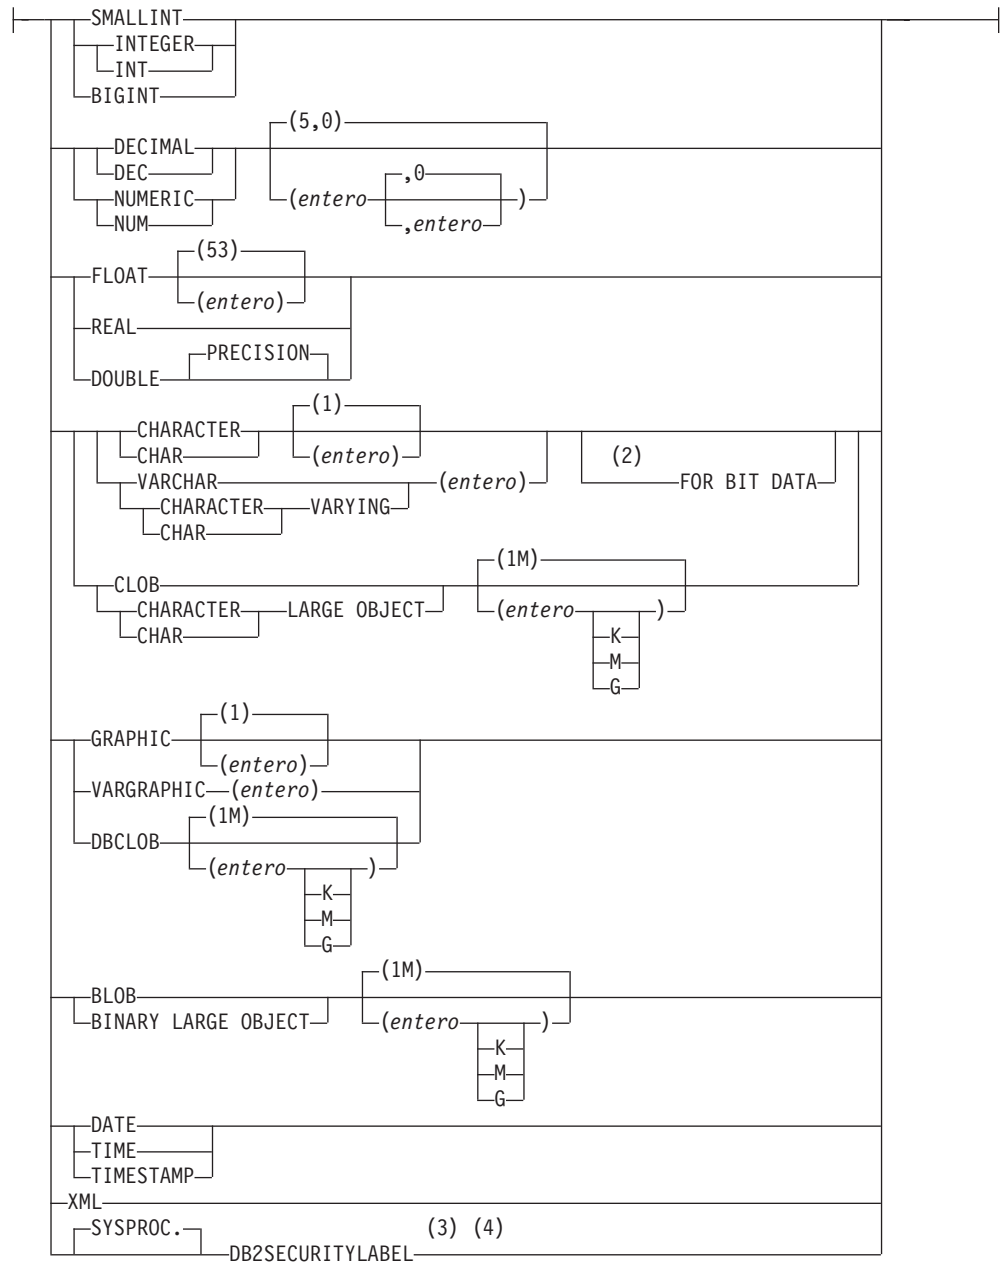 SMALLINT
INTEGER
INT
BIGINT
(5,0)
DECIMAL
DEC
,0
NUMERIC
(entero
)
NUM
,entero
(53)
FLOAT
(entero)
REAL
PRECISION
DOUBLE
(1)
CHARACTER
CHAR
(entero)
(2)
VARCHAR
(entero)
FOR BIT DATA
CHARACTER
VARYING
CHAR
(1M)
CLOB
CHARACTER
LARGE OBJECT
(entero
)
CHAR
K
M
G
(1)
GRAPHIC
(entero)
VARGRAPHIC
(entero)
(1M)
DBCLOB
(entero
)
K
M
G
(1M)
BLOB
BINARY LARGE OBJECT
(entero
)
K
M
G
DATE
TIME
TIMESTAMP
XML
SYSPROC.
(3) (4)
DB2SECURITYLABEL